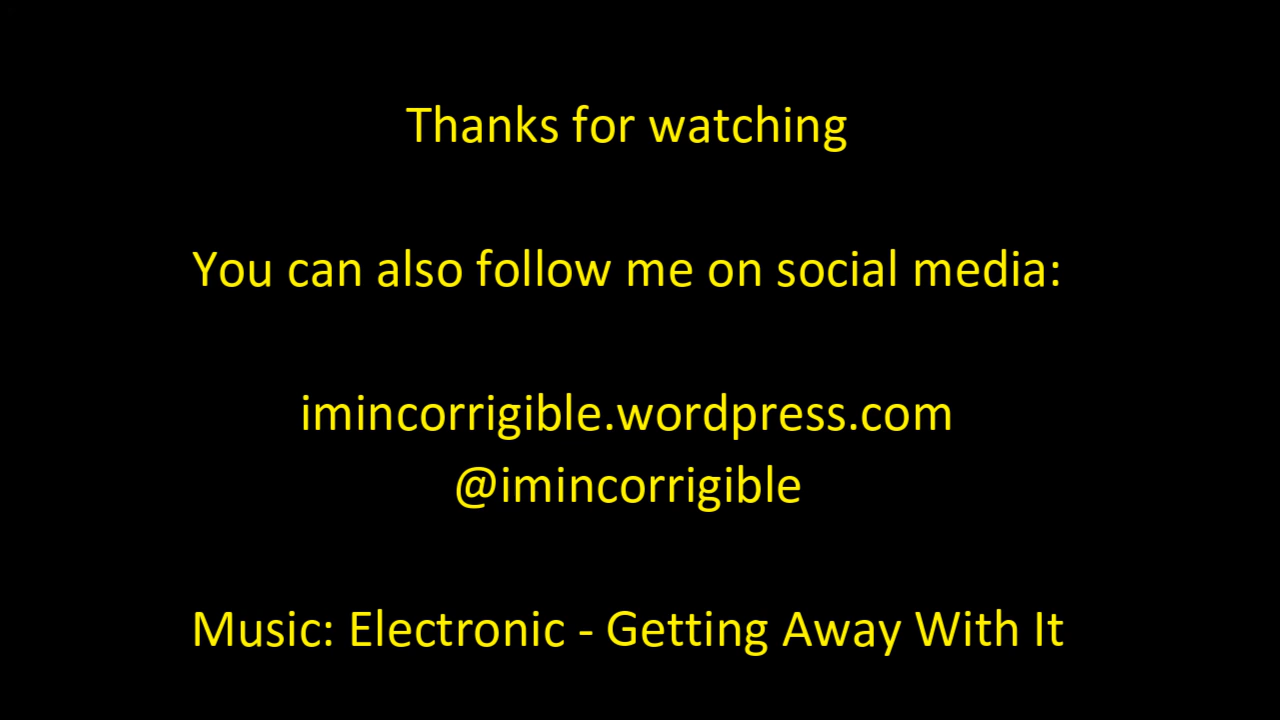 Thanks for watching
You can also follow me on social media:
imincorrigible.wordpress.com
@imincorrigible
Music: Electronic - Getting Away With It